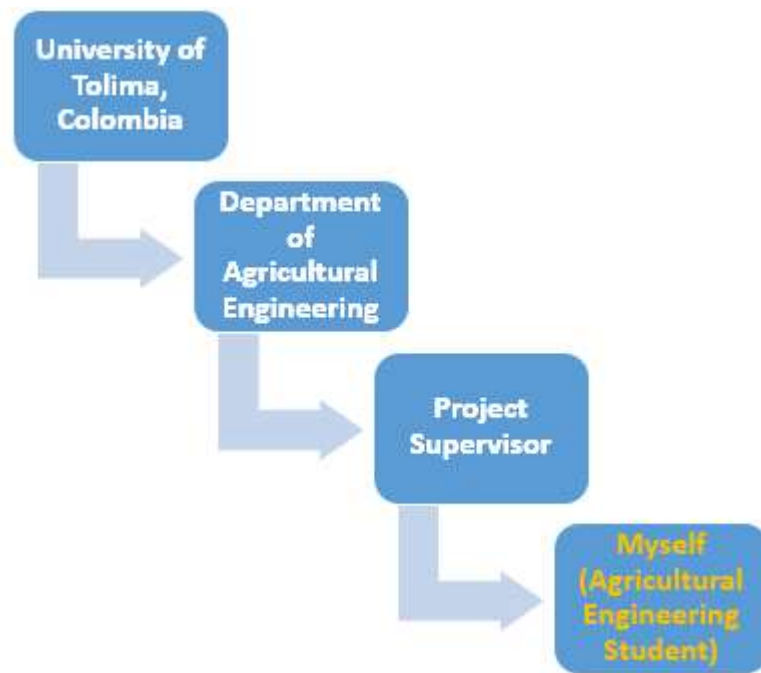 University of
Tolima,
Colombia
Department
of
Agricultural
Engineering
Project
Supervisor
Myself
(Agricultural
Engineering
Student)